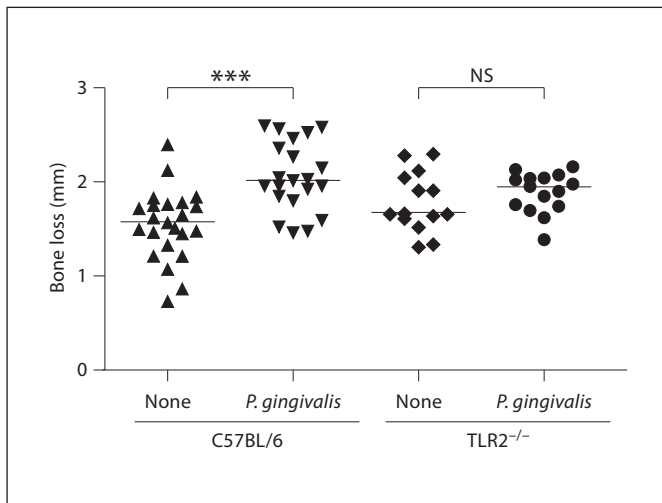 *** NS
3
2
1
0
Bone loss (mm)
None P. gingivalis None P. gingivalis
C57BL/6 TLR2⁻/⁻